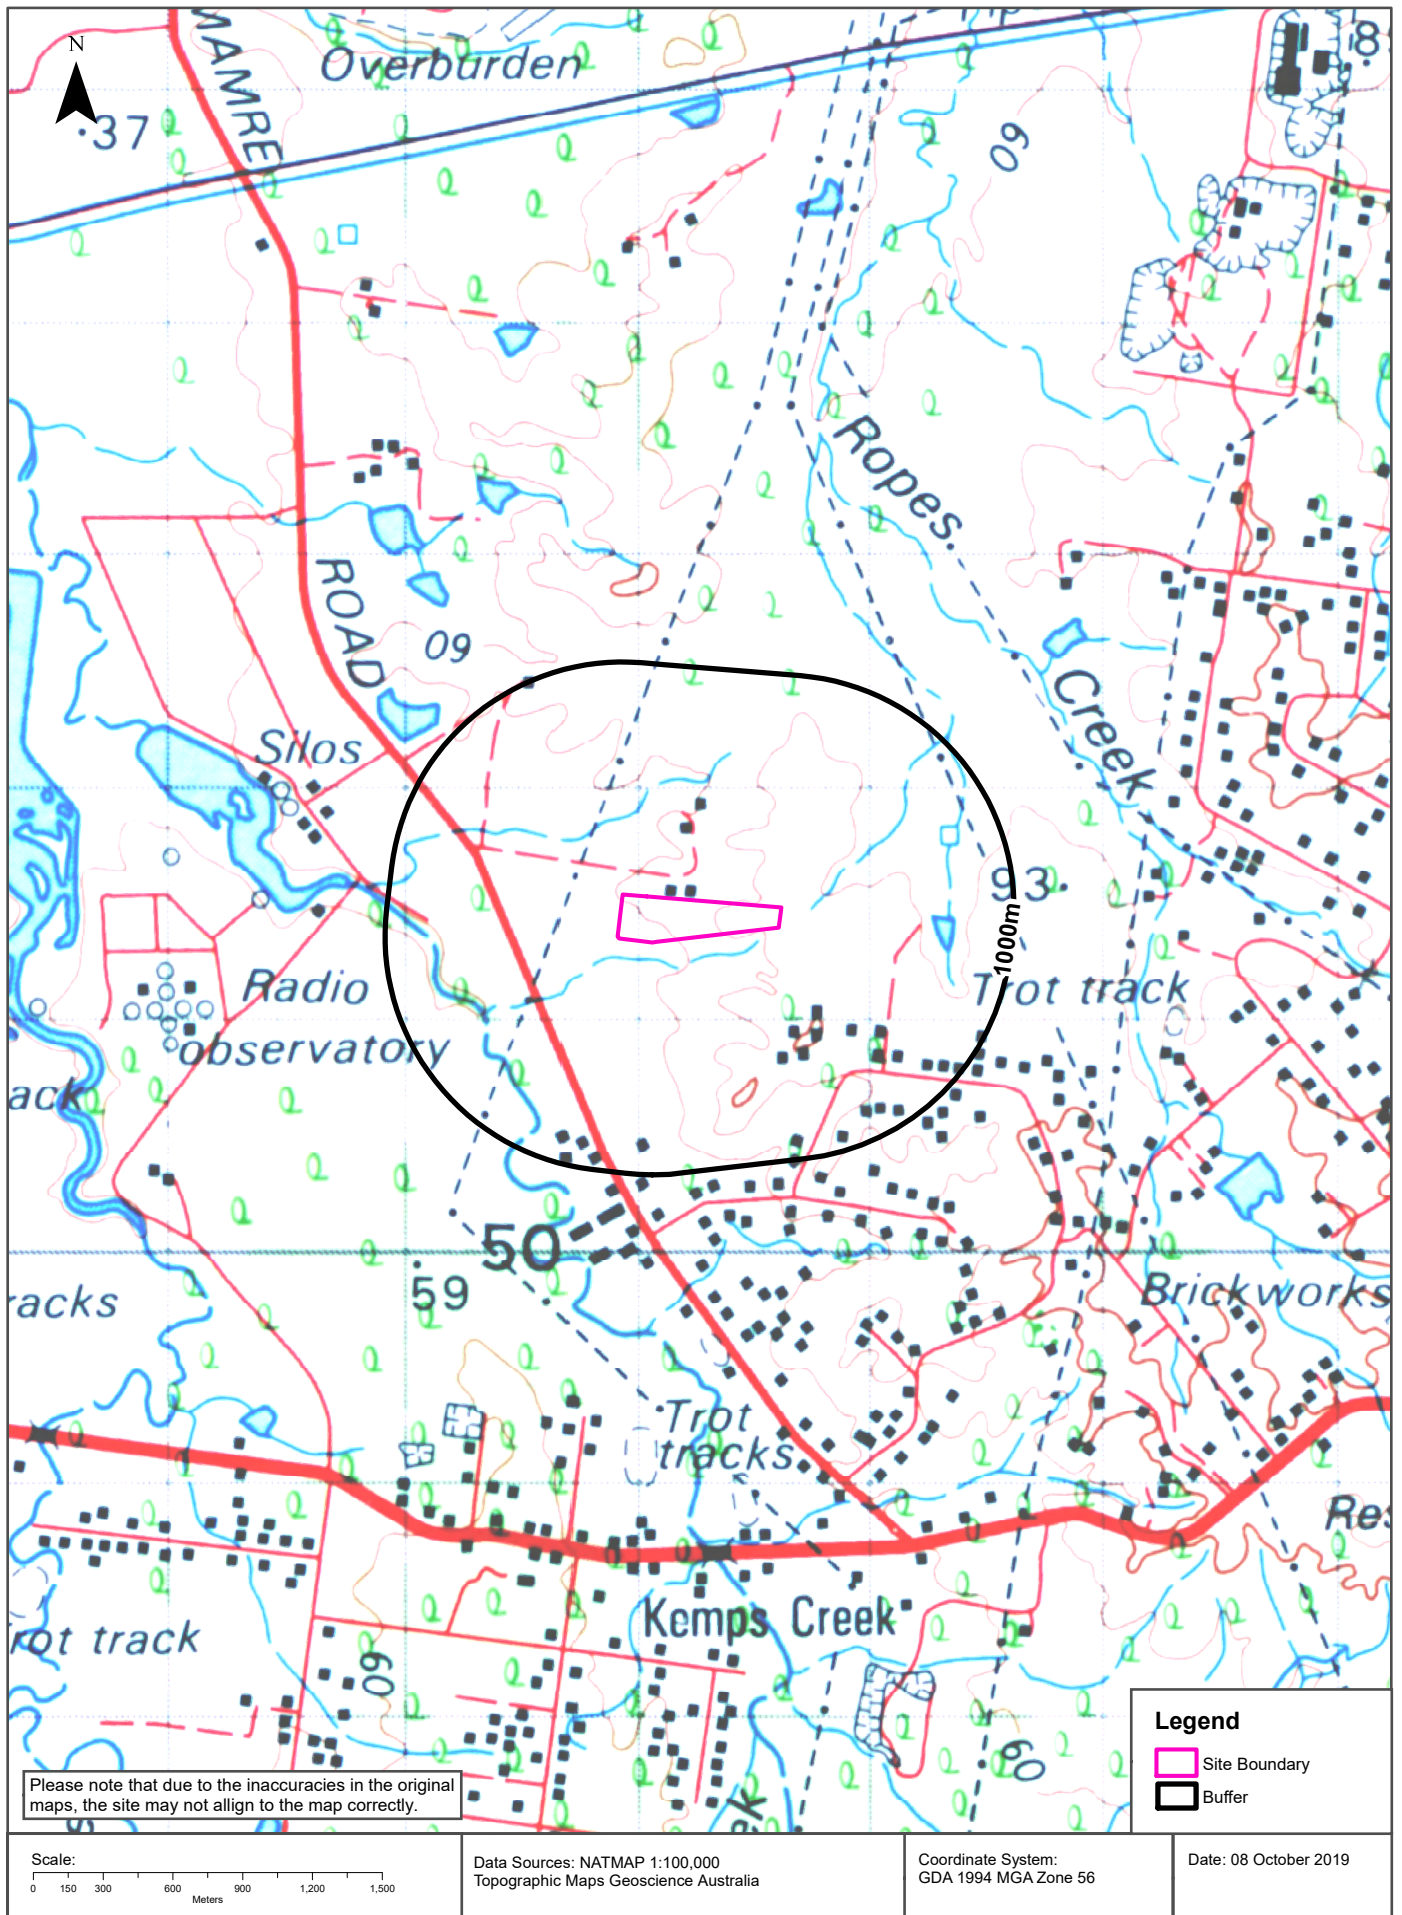 N
MAMRE
Overburden
37
60
Ropes
ROAD
60
Creek
Silos
93
1000m
Radio
observatory
Trot track
ack
50
59
racks
Brickworks
Trot
tracks
Kemps Creek
rot track
60
60
Legend
Site Boundary
Buffer
Please note that due to the inaccuracies in the original
maps, the site may not allign to the map correctly.
Scale:
0 150 300 600 900 1,200 1,500
Meters
Data Sources: NATMAP 1:100,000
Topographic Maps Geoscience Australia
Coordinate System:
GDA 1994 MGA Zone 56
Date: 08 October 2019